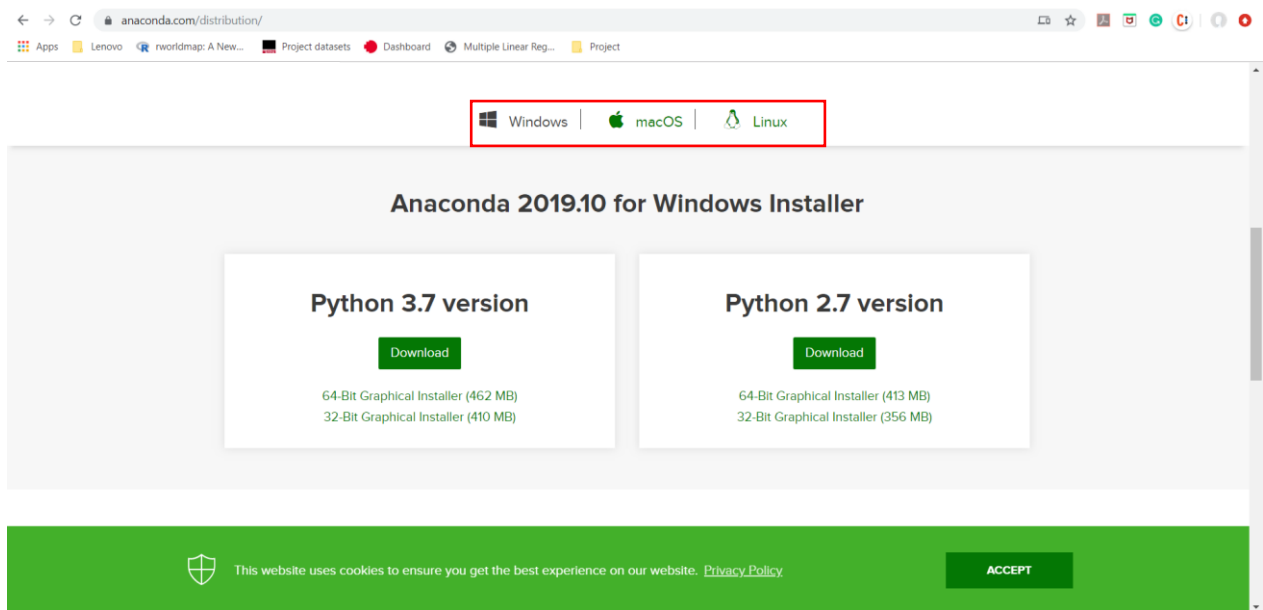 anaconda.com/distribution/
Apps Lenovo rworldmap: A New... Project datasets Dashboard Multiple Linear Reg... Project
Windows macOS Linux
Anaconda 2019.10 for Windows Installer
Python 3.7 version
Download
64-Bit Graphical Installer (462 MB)
32-Bit Graphical Installer (410 MB)
Python 2.7 version
Download
64-Bit Graphical Installer (413 MB)
32-Bit Graphical Installer (356 MB)
This website uses cookies to ensure you get the best experience on our website. Privacy Policy
ACCEPT